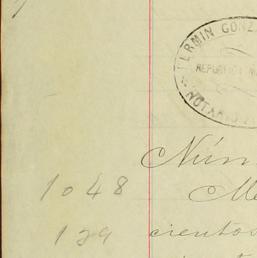 FERMIN GONZ
REPUBLICA M
NOTARIO
Núm
1048
Me
129 cientos